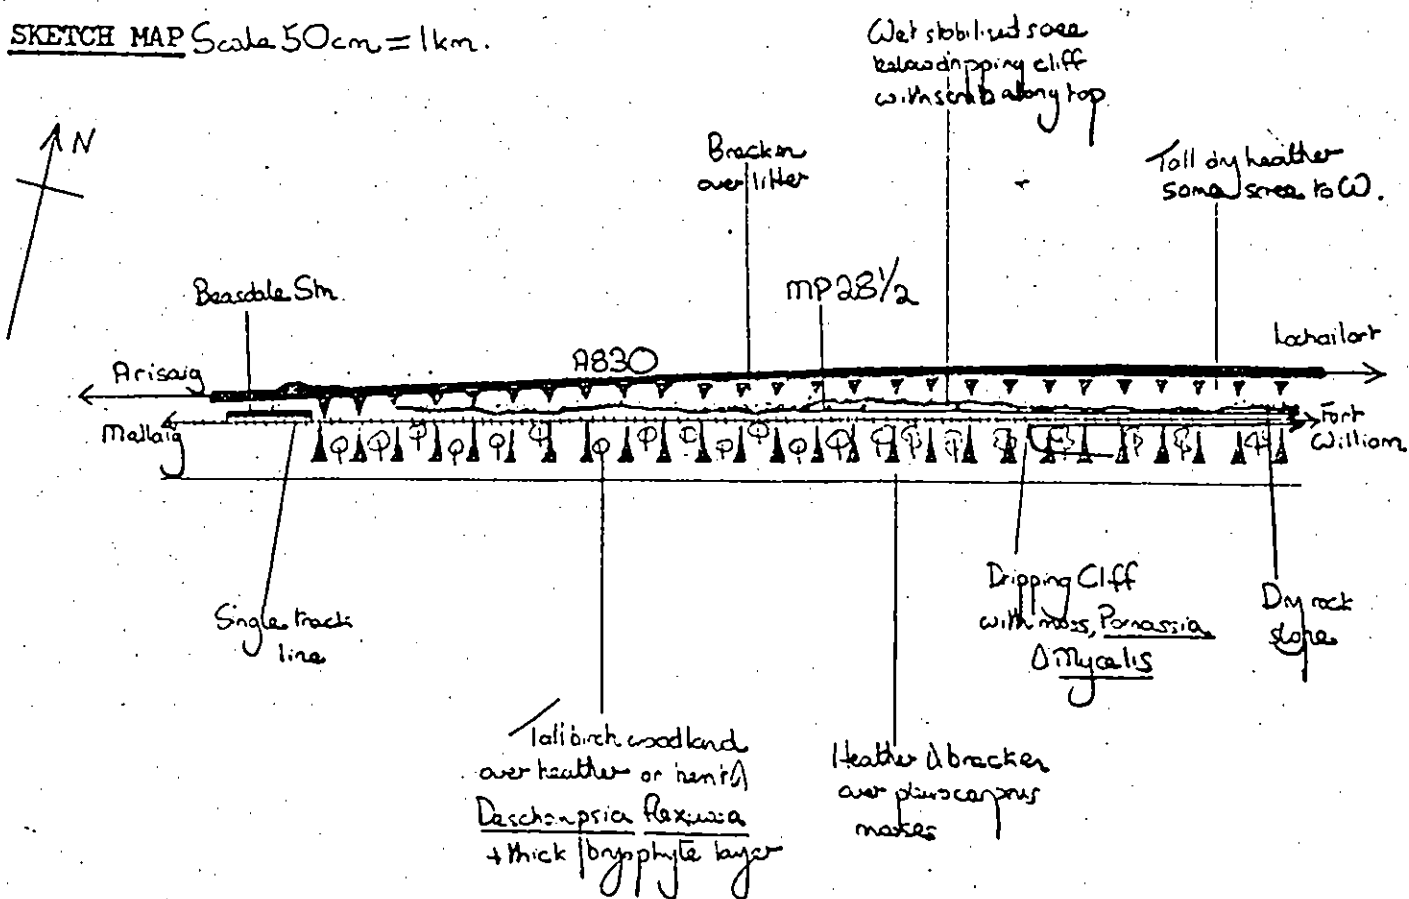 SKETCH MAP Scale 50cm = 1km.
Wet stabilised scree
below dripping cliff
with scrub along top
N
Bracken
over litter
Tall dry heather
some scree to W.
Beasdale Stn.
MP 28½
Lochailort
A830
Arisaig
Mallaig
Fort
William
Single track
line
Dripping Cliff
with moss, Parnassia
& Mycelis
Dry rock
slope
Tall birch woodland
over heather or
Deschampsia flexuosa
+ thick bryophyte layer
Heather & bracken
over pleurocarpous
mosses